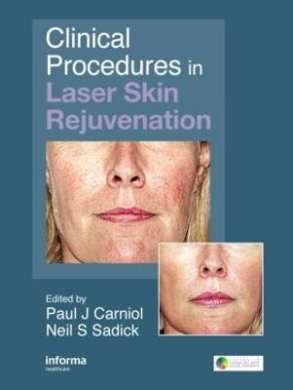 Clinical
Procedures in
Laser Skin
Rejuvenation
Edited by
Paul J Carniol
Neil S Sadick
informa
healthcare